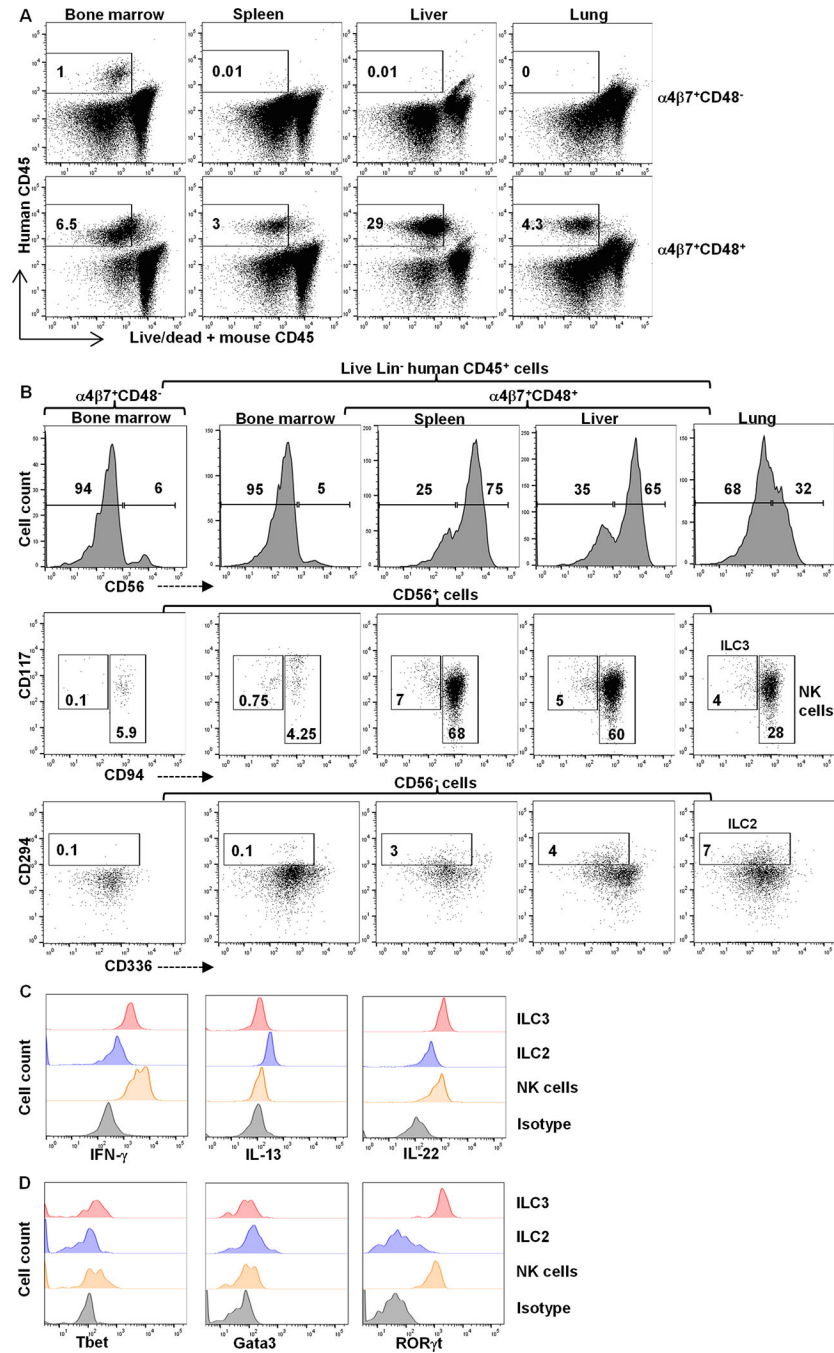 A
Bone marrow Spleen Liver Lung
1 0.01 0.01 0
α4β7⁺CD48⁻
6.5 3 29 4.3
α4β7⁺CD48⁺
Human CD45
Live/dead + mouse CD45
B
Live Lin⁻ human CD45⁺ cells
α4β7⁺CD48⁻ α4β7⁺CD48⁺
Bone marrow Bone marrow Spleen Liver Lung
94 6 95 5 25 75 35 65 68 32
Cell count
CD56
CD56⁺ cells
ILC3
0.1 5.9 0.75 4.25 7 68 5 60 4 28
NK cells
CD117
CD94
CD56⁻ cells
ILC2
0.1 0.1 3 4 7
CD294
CD336
C
ILC3
ILC2
NK cells
Isotype
Cell count
IFN-γ IL-13 IL-22
D
ILC3
ILC2
NK cells
Isotype
Cell count
Tbet Gata3 RORγt